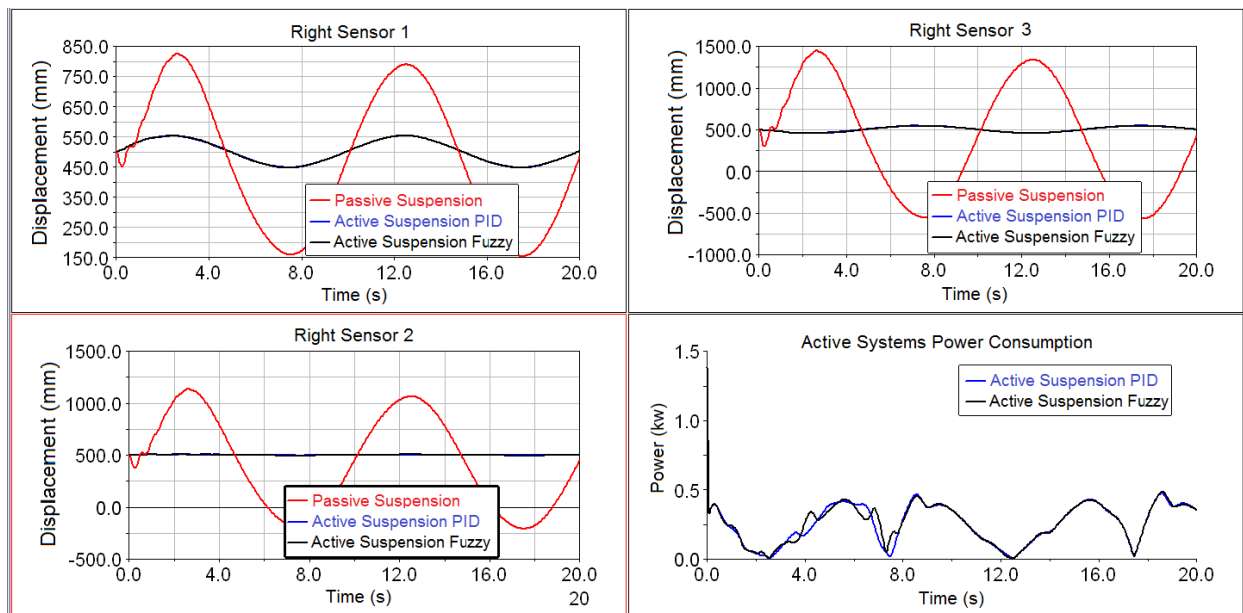 Right Sensor 1
Displacement (mm)
850.0
750.0
650.0
550.0
450.0
350.0
250.0
150.0
Passive Suspension
Active Suspension PID
Active Suspension Fuzzy
0.0 4.0 8.0 12.0 16.0 20.0
Time (s)
Right Sensor 3
Displacement (mm)
1500.0
1000.0
500.0
0.0
-500.0
-1000.0
Passive Suspension
Active Suspension PID
Active Suspension Fuzzy
0.0 4.0 8.0 12.0 16.0 20.0
Time (s)
Right Sensor 2
Displacement (mm)
1500.0
1000.0
500.0
0.0
-500.0
Passive Suspension
Active Suspension PID
Active Suspension Fuzzy
0.0 4.0 8.0 12.0 16.0 20.0
Time (s)
20
Active Systems Power Consumption
Power (kw)
1.5
1.0
0.5
0.0
Active Suspension PID
Active Suspension Fuzzy
0.0 4.0 8.0 12.0 16.0 20.0
Time (s)